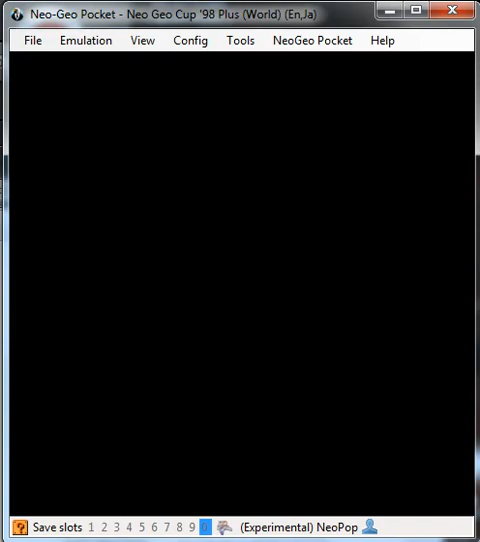 Neo-Geo Pocket - Neo Geo Cup '98 Plus (World) (En,Ja)
File Emulation View Config Tools NeoGeo Pocket Help
? Save slots 1 2 3 4 5 6 7 8 9 0 (Experimental) NeoPop